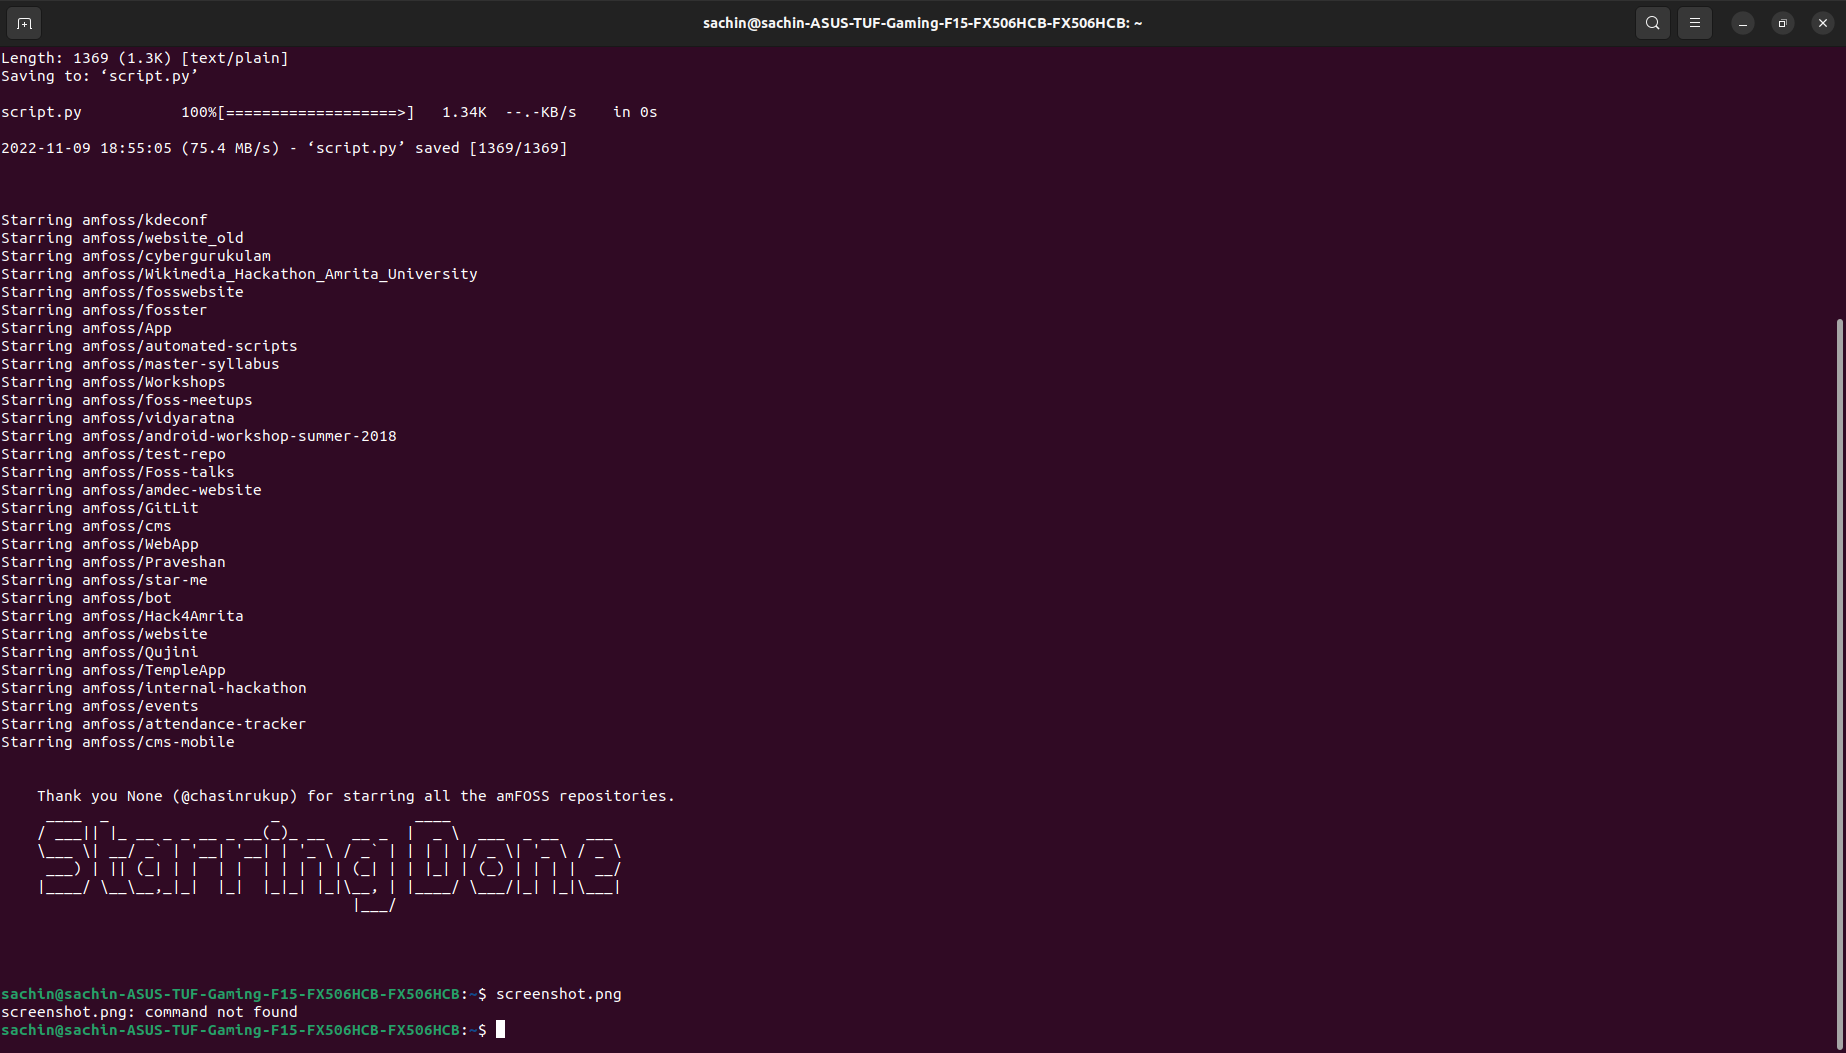 sachin@sachin-ASUS-TUF-Gaming-F15-FX506HCB-FX506HCB: ~
Length: 1369 (1.3K) [text/plain]
Saving to: ‘script.py’
script.py           100%[===================>]   1.34K  --.-KB/s    in 0s
2022-11-09 18:55:05 (75.4 MB/s) - ‘script.py’ saved [1369/1369]
Starring amfoss/kdeconf
Starring amfoss/website_old
Starring amfoss/cybergurukulam
Starring amfoss/Wikimedia_Hackathon_Amrita_University
Starring amfoss/fosswebsite
Starring amfoss/fosster
Starring amfoss/App
Starring amfoss/automated-scripts
Starring amfoss/master-syllabus
Starring amfoss/Workshops
Starring amfoss/foss-meetups
Starring amfoss/vidyaratna
Starring amfoss/android-workshop-summer-2018
Starring amfoss/test-repo
Starring amfoss/Foss-talks
Starring amfoss/amdec-website
Starring amfoss/GitLit
Starring amfoss/cms
Starring amfoss/WebApp
Starring amfoss/Praveshan
Starring amfoss/star-me
Starring amfoss/bot
Starring amfoss/Hack4Amrita
Starring amfoss/website
Starring amfoss/Qujini
Starring amfoss/TempleApp
Starring amfoss/internal-hackathon
Starring amfoss/events
Starring amfoss/attendance-tracker
Starring amfoss/cms-mobile
Thank you None (@chasinrukup) for starring all the amFOSS repositories.
Starring Done
sachin@sachin-ASUS-TUF-Gaming-F15-FX506HCB-FX506HCB:~$ screenshot.png
screenshot.png: command not found
sachin@sachin-ASUS-TUF-Gaming-F15-FX506HCB-FX506HCB:~$